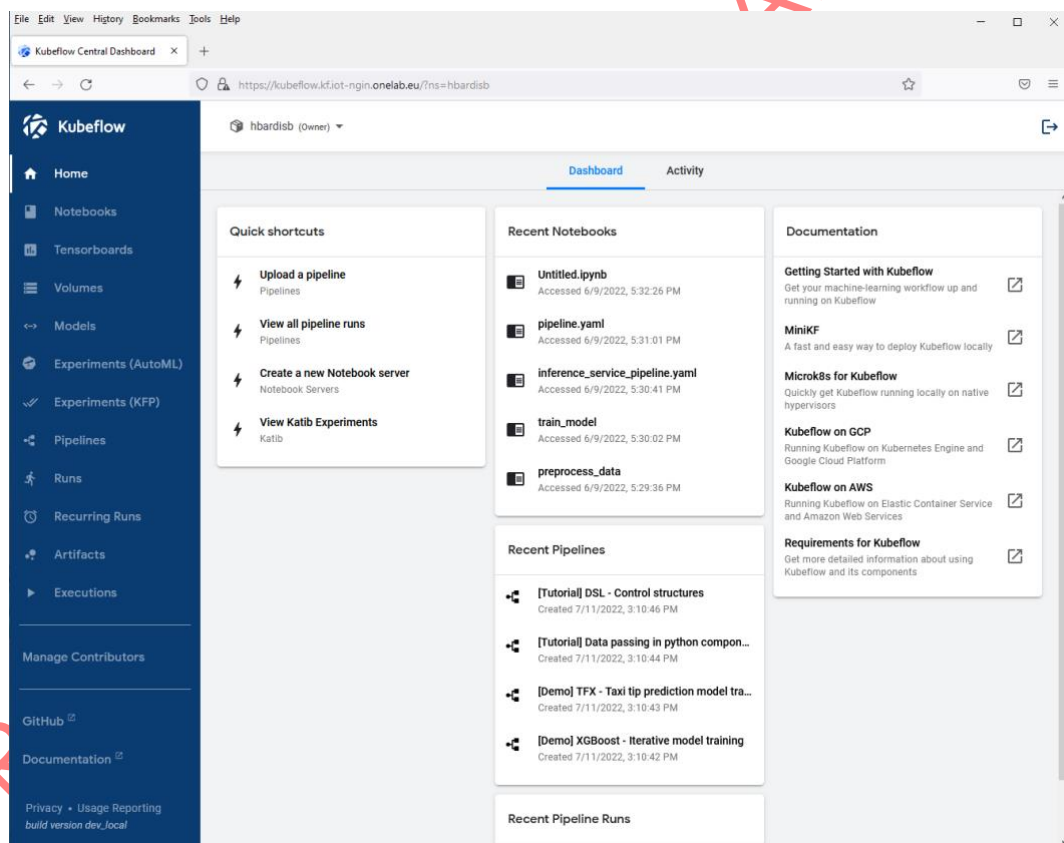 File Edit View History Bookmarks Tools Help
Kubeflow Central Dashboard
https://kubeflow.kf.iot-ngin.onelab.eu/?ns=hbardisb
Kubeflow
hbardisb (Owner)
Home
Notebooks
Tensorboards
Volumes
Models
Experiments (AutoML)
Experiments (KFP)
Pipelines
Runs
Recurring Runs
Artifacts
Executions
Manage Contributors
GitHub
Documentation
Privacy • Usage Reporting
build version dev_local
Dashboard Activity
Quick shortcuts
Upload a pipeline
Pipelines
View all pipeline runs
Pipelines
Create a new Notebook server
Notebook Servers
View Katib Experiments
Katib
Recent Notebooks
Untitled.ipynb
Accessed 6/9/2022, 5:32:26 PM
pipeline.yaml
Accessed 6/9/2022, 5:31:01 PM
inference_service_pipeline.yaml
Accessed 6/9/2022, 5:30:41 PM
train_model
Accessed 6/9/2022, 5:30:02 PM
preprocess_data
Accessed 6/9/2022, 5:29:36 PM
Recent Pipelines
[Tutorial] DSL - Control structures
Created 7/11/2022, 3:10:46 PM
[Tutorial] Data passing in python compon...
Created 7/11/2022, 3:10:44 PM
[Demo] TFX - Taxi tip prediction model tra...
Created 7/11/2022, 3:10:43 PM
[Demo] XGBoost - Iterative model training
Created 7/11/2022, 3:10:42 PM
Recent Pipeline Runs
Documentation
Getting Started with Kubeflow
Get your machine-learning workflow up and
running on Kubeflow
MiniKF
A fast and easy way to deploy Kubeflow locally
Microk8s for Kubeflow
Quickly get Kubeflow running locally on native
hypervisors
Kubeflow on GCP
Running Kubeflow on Kubernetes Engine and
Google Cloud Platform
Kubeflow on AWS
Running Kubeflow on Elastic Container Service
and Amazon Web Services
Requirements for Kubeflow
Get more detailed information about using
Kubeflow and its components